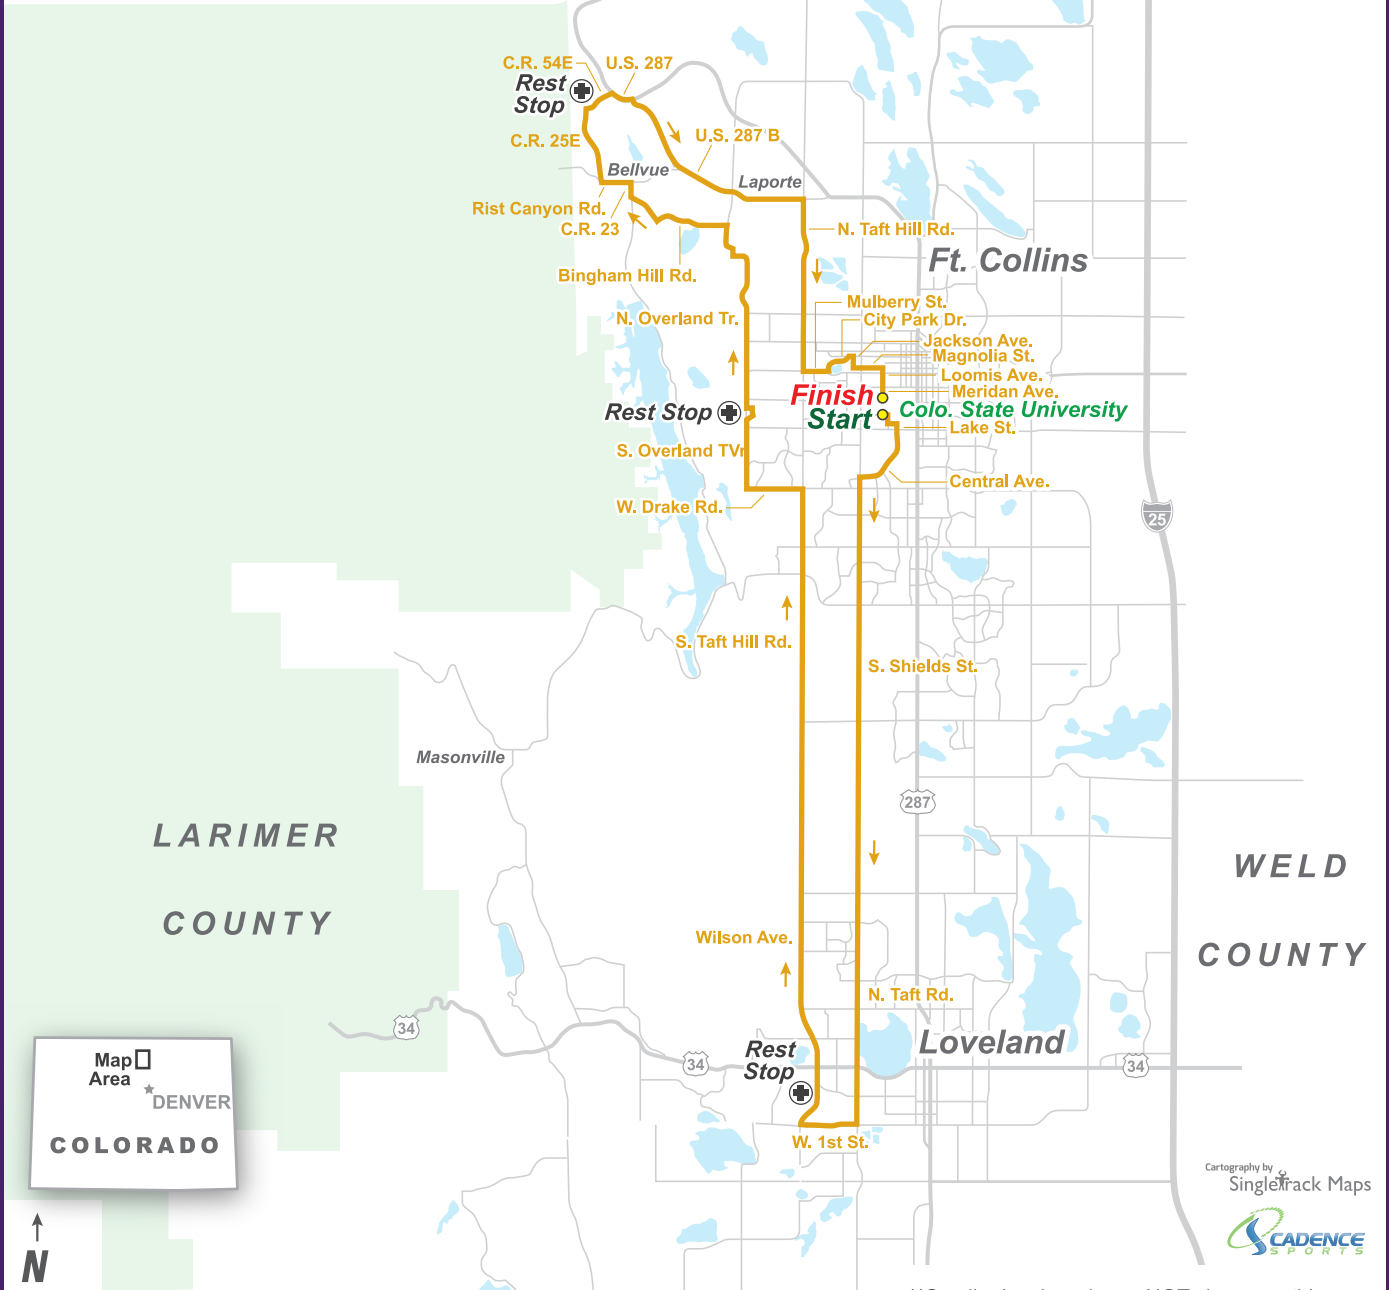 C.R. 54E
U.S. 287
Rest
Stop
C.R. 25E
U.S. 287 B
Bellvue
Laporte
Rist Canyon Rd.
C.R. 23
N. Taft Hill Rd.
Ft. Collins
Bingham Hill Rd.
Mulberry St.
N. Overland Tr.
City Park Dr.
Jackson Ave.
Magnolia St.
Loomis Ave.
Meridan Ave.
Finish
Rest Stop
Start
Colo. State University
Lake St.
S. Overland TVr
Central Ave.
W. Drake Rd.
25
S. Taft Hill Rd.
S. Shields St.
Masonville
287
LARIMER
COUNTY
WELD
COUNTY
Wilson Ave.
N. Taft Rd.
34
Loveland
Rest
Stop
34
34
Map
Area
DENVER
COLORADO
W. 1st St.
Cartography by
SingleTrack Maps
N
CADENCE
SPORTS